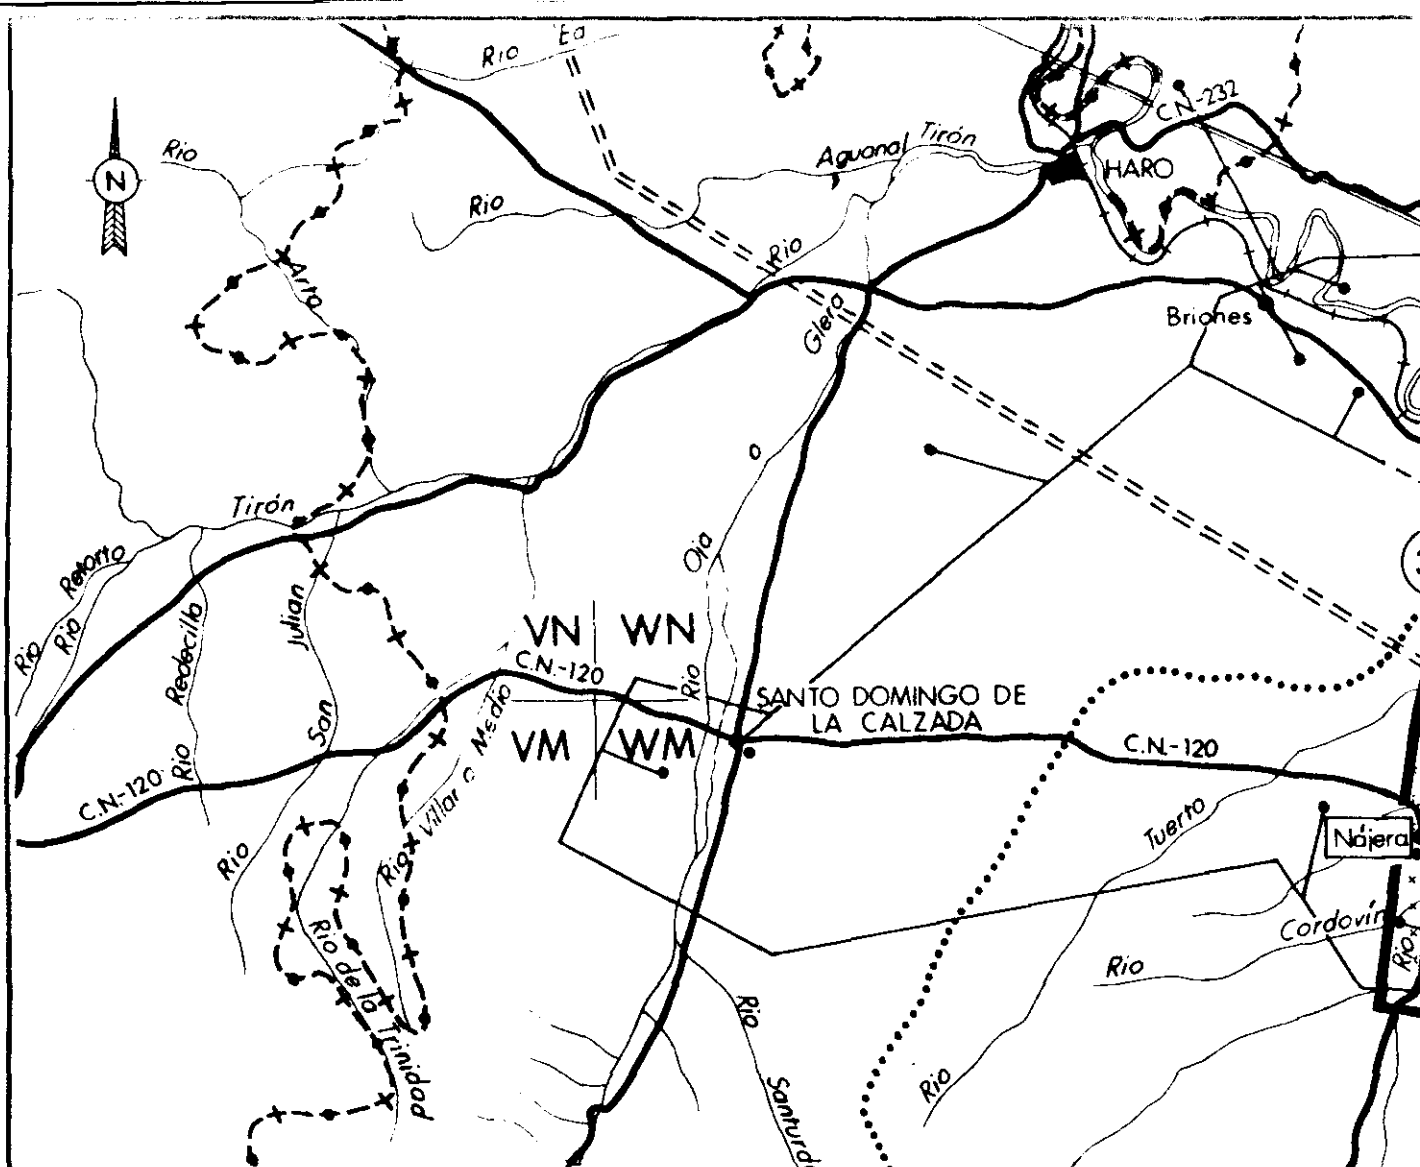 Rio Ea
C.N-232
N
Rio
Aguanal Tirón
HARO
Rio
Rio
Arto
Glera
Briones
O
Tirón
Oja
Retorto
Rio
Rio
Redecilla
Rio
Julian
San
Rio
VN WN
C.N.-120
Rio
VM WM
SANTO DOMINGO DE
LA CALZADA
C.N.-120
C.N.-120
Rio Villar o Medio
Tuerto
Nájera
Cordovín
Rio
Rio
Rio de la Trinidad
Rio
Rio
Santurd